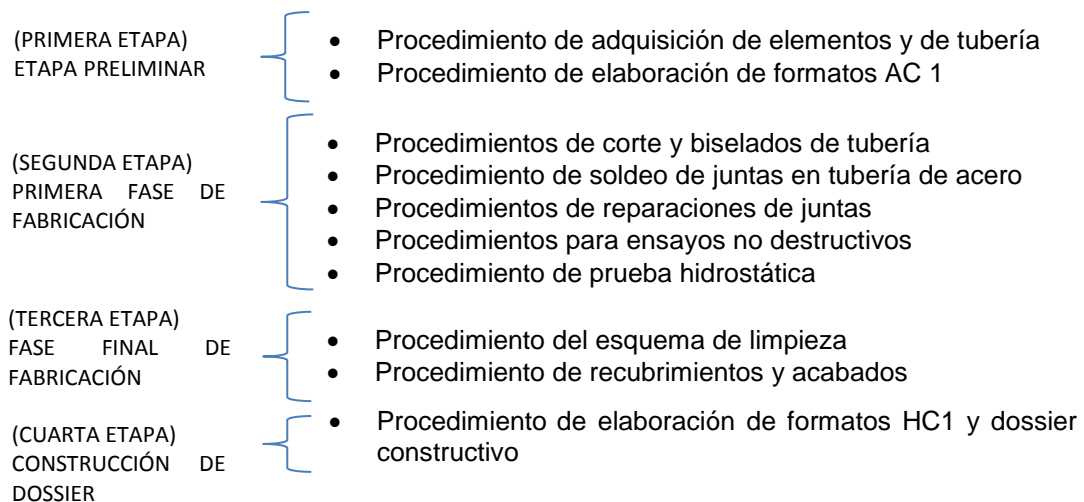 (PRIMERA ETAPA)
ETAPA PRELIMINAR
• Procedimiento de adquisición de elementos y de tubería
• Procedimiento de elaboración de formatos AC 1
(SEGUNDA ETAPA)
PRIMERA FASE DE
FABRICACIÓN
• Procedimientos de corte y biselados de tubería
• Procedimiento de soldeo de juntas en tubería de acero
• Procedimientos de reparaciones de juntas
• Procedimientos para ensayos no destructivos
• Procedimiento de prueba hidrostática
(TERCERA ETAPA)
FASE FINAL DE
FABRICACIÓN
• Procedimiento del esquema de limpieza
• Procedimiento de recubrimientos y acabados
(CUARTA ETAPA)
CONSTRUCCIÓN DE
DOSSIER
• Procedimiento de elaboración de formatos HC1 y dossier
constructivo